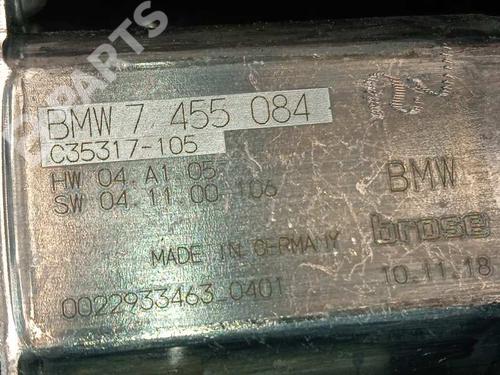 B-PARTS
BMW 7 455 084
C35317-105
HW 04.A1.05
SW 04.11.00 106
BMW
brose
MADE IN GERMANY
10.11.18
0022933463 0401